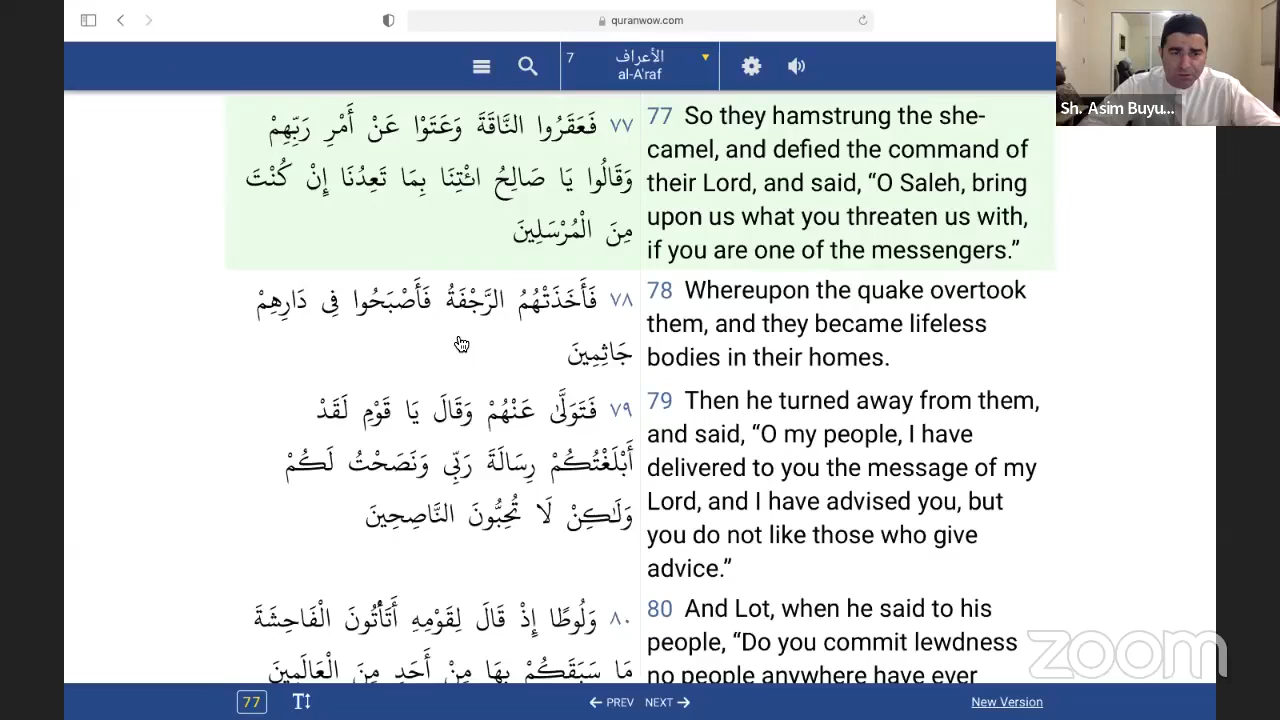 quranwow.com
7
الأعراف
al-A'raf
Sh. Asim Buyu...
٧٧ فَعَقَرُوا النَّاقَةَ وَعَتَوْا عَنْ أَمْرِ رَبِّهِمْ
وَقَالُوا يَا صَالِحُ ائْتِنَا بِمَا تَعِدُنَا إِنْ كُنْتَ
مِنَ الْمُرْسَلِينَ
77 So they hamstrung the she-
camel, and defied the command of
their Lord, and said, “O Saleh, bring
upon us what you threaten us with,
if you are one of the messengers.”
٧٨ فَأَخَذَتْهُمُ الرَّجْفَةُ فَأَصْبَحُوا فِي دَارِهِمْ
جَاثِمِينَ
78 Whereupon the quake overtook
them, and they became lifeless
bodies in their homes.
٧٩ فَتَوَلَّىٰ عَنْهُمْ وَقَالَ يَا قَوْمِ لَقَدْ
أَبْلَغْتُكُمْ رِسَالَةَ رَبِّي وَنَصَحْتُ لَكُمْ
وَلَٰكِنْ لَا تُحِبُّونَ النَّاصِحِينَ
79 Then he turned away from them,
and said, “O my people, I have
delivered to you the message of my
Lord, and I have advised you, but
you do not like those who give
advice.”
٨٠ وَلُوطًا إِذْ قَالَ لِقَوْمِهِ أَتَأْتُونَ الْفَاحِشَةَ
مَا سَبَقَكُمْ بِهَا مِنْ أَحَدٍ مِنَ الْعَالَمِينَ
80 And Lot, when he said to his
people, “Do you commit lewdness
no people anywhere have ever
zoom
77
T
PREV NEXT
New Version